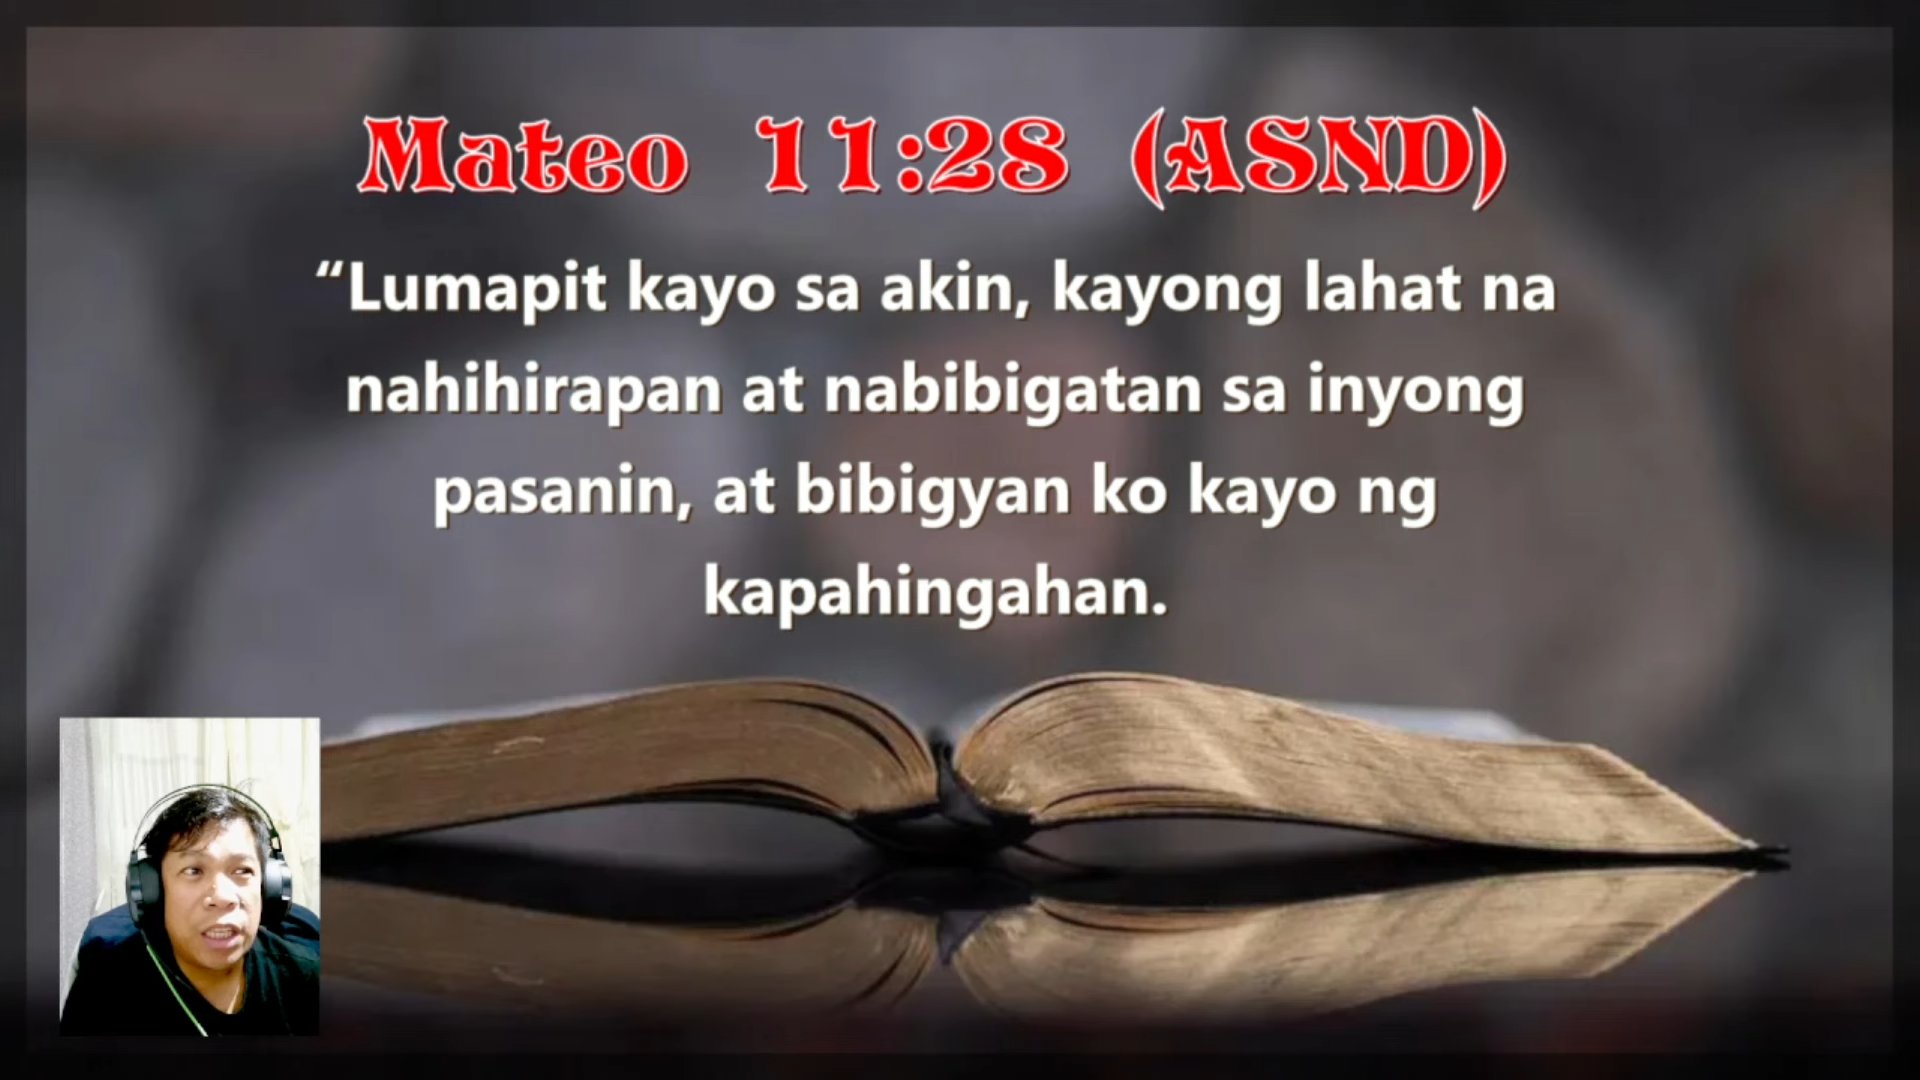 Mateo 11:28 (ASND)
“Lumapit kayo sa akin, kayong lahat na
nahihirapan at nabibigatan sa inyong
pasanin, at bibigyan ko kayo ng
kapahingahan.